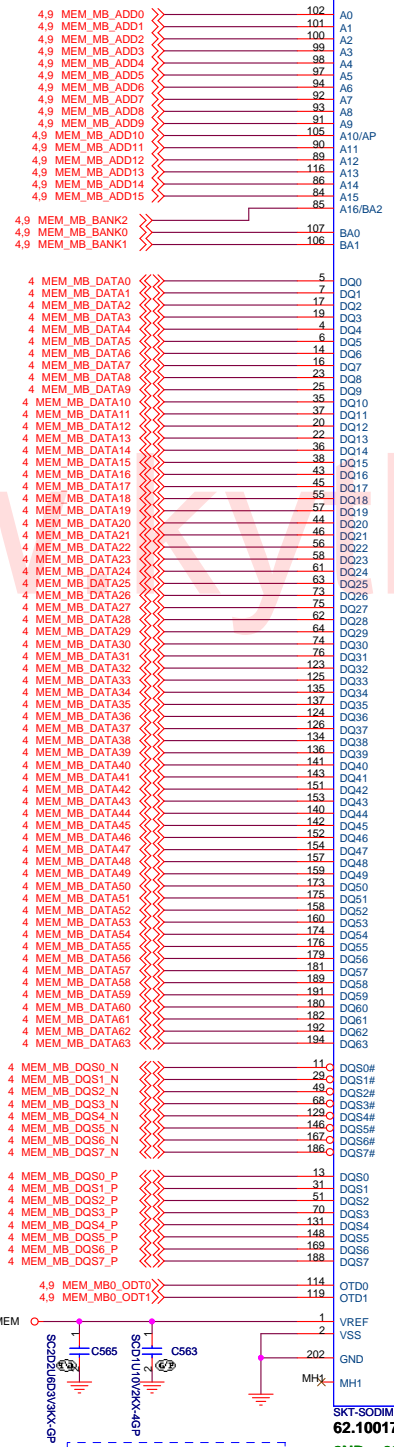 4,9 MEM_MB_ADD0 102 A0
4,9 MEM_MB_ADD1 101 A1
4,9 MEM_MB_ADD2 100 A2
4,9 MEM_MB_ADD3 99 A3
4,9 MEM_MB_ADD4 98 A4
4,9 MEM_MB_ADD5 97 A5
4,9 MEM_MB_ADD6 94 A6
4,9 MEM_MB_ADD7 92 A7
4,9 MEM_MB_ADD8 93 A8
4,9 MEM_MB_ADD9 91 A9
4,9 MEM_MB_ADD10 105 A10/AP
4,9 MEM_MB_ADD11 90 A11
4,9 MEM_MB_ADD12 89 A12
4,9 MEM_MB_ADD13 116 A13
4,9 MEM_MB_ADD14 86 A14
4,9 MEM_MB_ADD15 84 A15
85 A16/BA2
4,9 MEM_MB_BANK2
4,9 MEM_MB_BANK0 107 BA0
4,9 MEM_MB_BANK1 106 BA1
4 MEM_MB_DATA0 5 DQ0
4 MEM_MB_DATA1 7 DQ1
4 MEM_MB_DATA2 17 DQ2
4 MEM_MB_DATA3 19 DQ3
4 MEM_MB_DATA4 4 DQ4
4 MEM_MB_DATA5 6 DQ5
4 MEM_MB_DATA6 14 DQ6
4 MEM_MB_DATA7 16 DQ7
4 MEM_MB_DATA8 23 DQ8
4 MEM_MB_DATA9 25 DQ9
4 MEM_MB_DATA10 35 DQ10
4 MEM_MB_DATA11 37 DQ11
4 MEM_MB_DATA12 20 DQ12
4 MEM_MB_DATA13 22 DQ13
4 MEM_MB_DATA14 36 DQ14
4 MEM_MB_DATA15 38 DQ15
4 MEM_MB_DATA16 43 DQ16
4 MEM_MB_DATA17 45 DQ17
4 MEM_MB_DATA18 55 DQ18
4 MEM_MB_DATA19 57 DQ19
4 MEM_MB_DATA20 44 DQ20
4 MEM_MB_DATA21 46 DQ21
4 MEM_MB_DATA22 56 DQ22
4 MEM_MB_DATA23 58 DQ23
4 MEM_MB_DATA24 61 DQ24
4 MEM_MB_DATA25 63 DQ25
4 MEM_MB_DATA26 73 DQ26
4 MEM_MB_DATA27 75 DQ27
4 MEM_MB_DATA28 62 DQ28
4 MEM_MB_DATA29 64 DQ29
4 MEM_MB_DATA30 74 DQ30
4 MEM_MB_DATA31 76 DQ31
4 MEM_MB_DATA32 123 DQ32
4 MEM_MB_DATA33 125 DQ33
4 MEM_MB_DATA34 135 DQ34
4 MEM_MB_DATA35 137 DQ35
4 MEM_MB_DATA36 124 DQ36
4 MEM_MB_DATA37 126 DQ37
4 MEM_MB_DATA38 134 DQ38
4 MEM_MB_DATA39 136 DQ39
4 MEM_MB_DATA40 141 DQ40
4 MEM_MB_DATA41 143 DQ41
4 MEM_MB_DATA42 151 DQ42
4 MEM_MB_DATA43 153 DQ43
4 MEM_MB_DATA44 140 DQ44
4 MEM_MB_DATA45 142 DQ45
4 MEM_MB_DATA46 152 DQ46
4 MEM_MB_DATA47 154 DQ47
4 MEM_MB_DATA48 157 DQ48
4 MEM_MB_DATA49 159 DQ49
4 MEM_MB_DATA50 173 DQ50
4 MEM_MB_DATA51 175 DQ51
4 MEM_MB_DATA52 158 DQ52
4 MEM_MB_DATA53 160 DQ53
4 MEM_MB_DATA54 174 DQ54
4 MEM_MB_DATA55 176 DQ55
4 MEM_MB_DATA56 179 DQ56
4 MEM_MB_DATA57 181 DQ57
4 MEM_MB_DATA58 189 DQ58
4 MEM_MB_DATA59 191 DQ59
4 MEM_MB_DATA60 180 DQ60
4 MEM_MB_DATA61 182 DQ61
4 MEM_MB_DATA62 192 DQ62
4 MEM_MB_DATA63 194 DQ63
4 MEM_MB_DQS0_N 11 DQS0#
4 MEM_MB_DQS1_N 29 DQS1#
4 MEM_MB_DQS2_N 49 DQS2#
4 MEM_MB_DQS3_N 68 DQS3#
4 MEM_MB_DQS4_N 129 DQS4#
4 MEM_MB_DQS5_N 146 DQS5#
4 MEM_MB_DQS6_N 167 DQS6#
4 MEM_MB_DQS7_N 186 DQS7#
4 MEM_MB_DQS0_P 13 DQS0
4 MEM_MB_DQS1_P 31 DQS1
4 MEM_MB_DQS2_P 51 DQS2
4 MEM_MB_DQS3_P 70 DQS3
4 MEM_MB_DQS4_P 131 DQS4
4 MEM_MB_DQS5_P 148 DQS5
4 MEM_MB_DQS6_P 169 DQS6
4 MEM_MB_DQS7_P 188 DQS7
4,9 MEM_MB0_ODT0 114 OTD0
4,9 MEM_MB0_ODT1 119 OTD1
MEM 1 VREF
2 VSS
1 C565 2
SC2D2U6D3V3KX-GP
1 C563 2
SCD1U10V2KX-4GP
202 GND
MH1 MH1
SKT-SODIM
62.10017